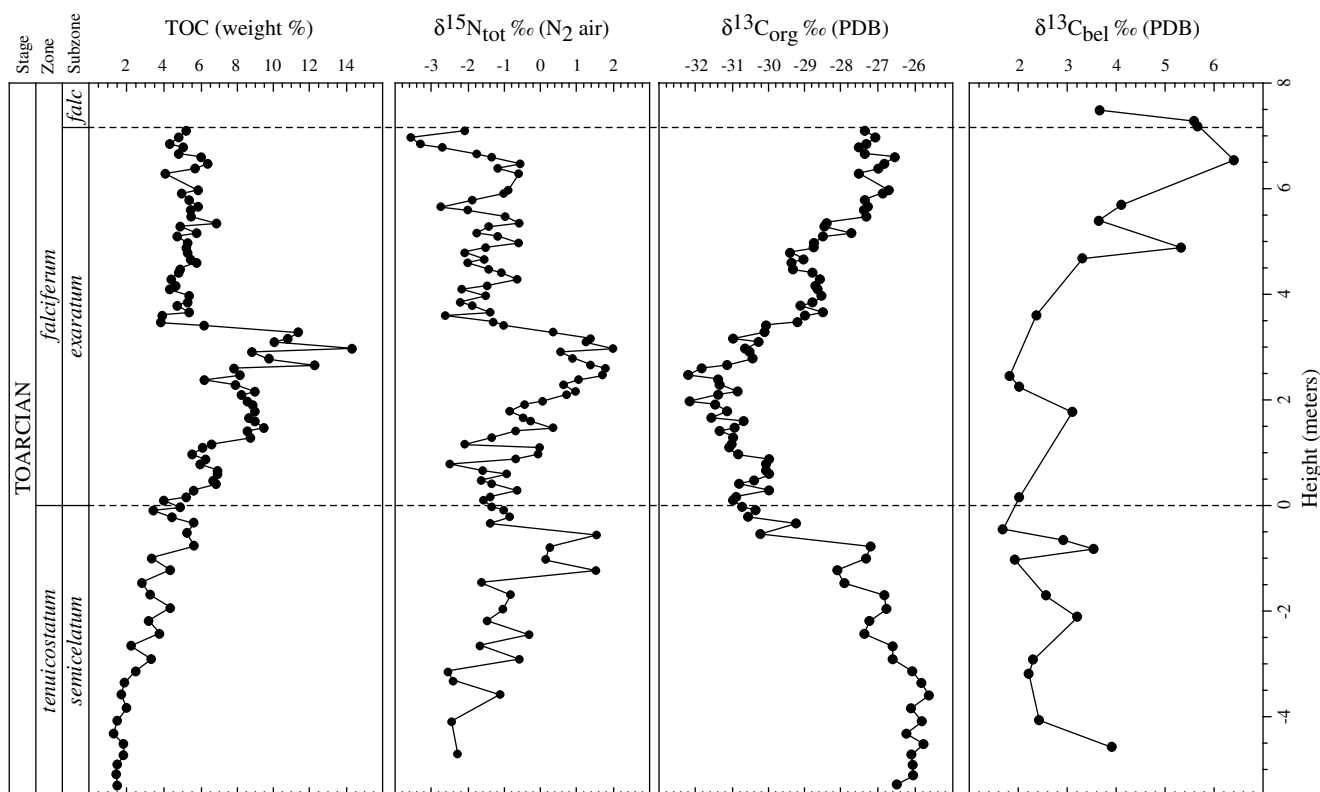 TOC (weight %)
δ15Ntot ‰ (N2 air)
δ13Corg ‰ (PDB)
δ13Cbel ‰ (PDB)
Stage
Zone
Subzone
2 4 6 8 10 12 14
-3 -2 -1 0 1 2
-32 -31 -30 -29 -28 -27 -26
2 3 4 5 6
TOARCIAN
tenuicostatum
falciferum
semicelatum
exaratum
falc
8
6
4
2
0
-2
-4
Height (meters)